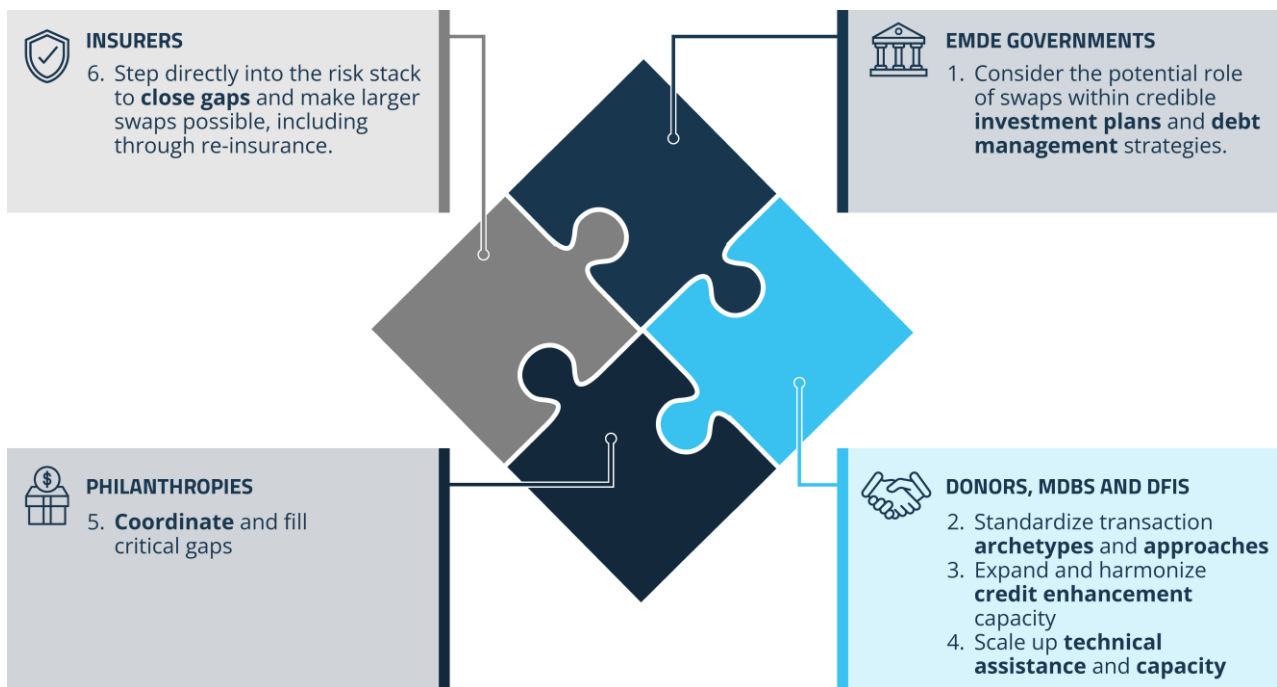 INSURERS
6. Step directly into the risk stack
to close gaps and make larger
swaps possible, including
through re-insurance.
EMDE GOVERNMENTS
1. Consider the potential role
of swaps within credible
investment plans and debt
management strategies.
PHILANTHROPIES
$
5. Coordinate and fill
critical gaps
DONORS, MDBS AND DFIS
2. Standardize transaction
archetypes and approaches
3. Expand and harmonize
credit enhancement
capacity
4. Scale up technical
assistance and capacity